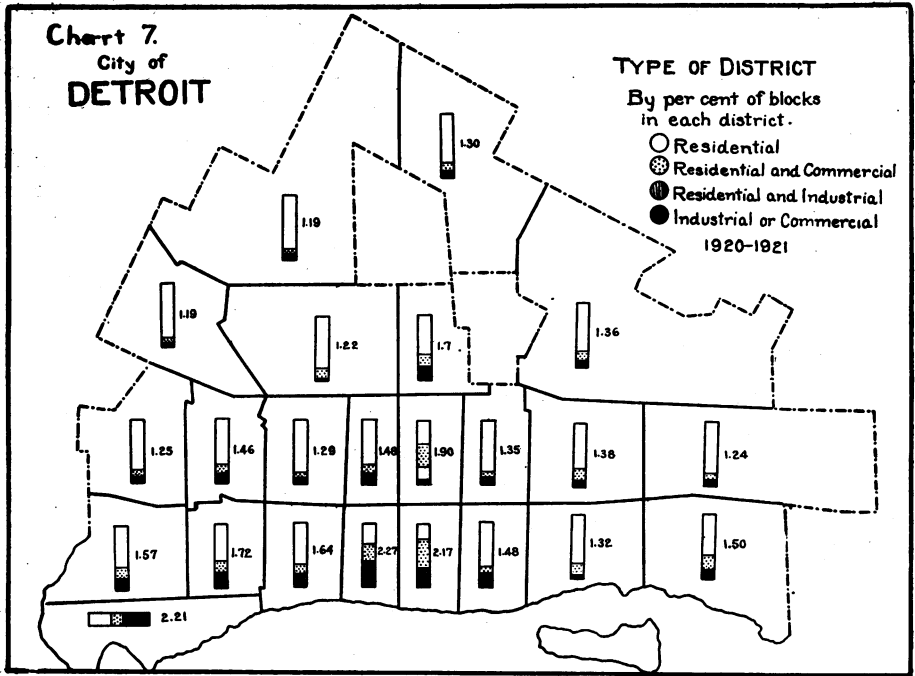 Chart 7.
City of
DETROIT
TYPE OF DISTRICT
By per cent of blocks
in each district.
Residential
Residential and Commercial
Residential and Industrial
Industrial or Commercial
1920-1921
1.30
1.19
1.19
1.22
1.7
1.36
1.25
1.46
1.29
1.48
1.90
1.35
1.38
1.24
1.57
1.72
1.64
2.27
2.17
1.48
1.32
1.50
2.21